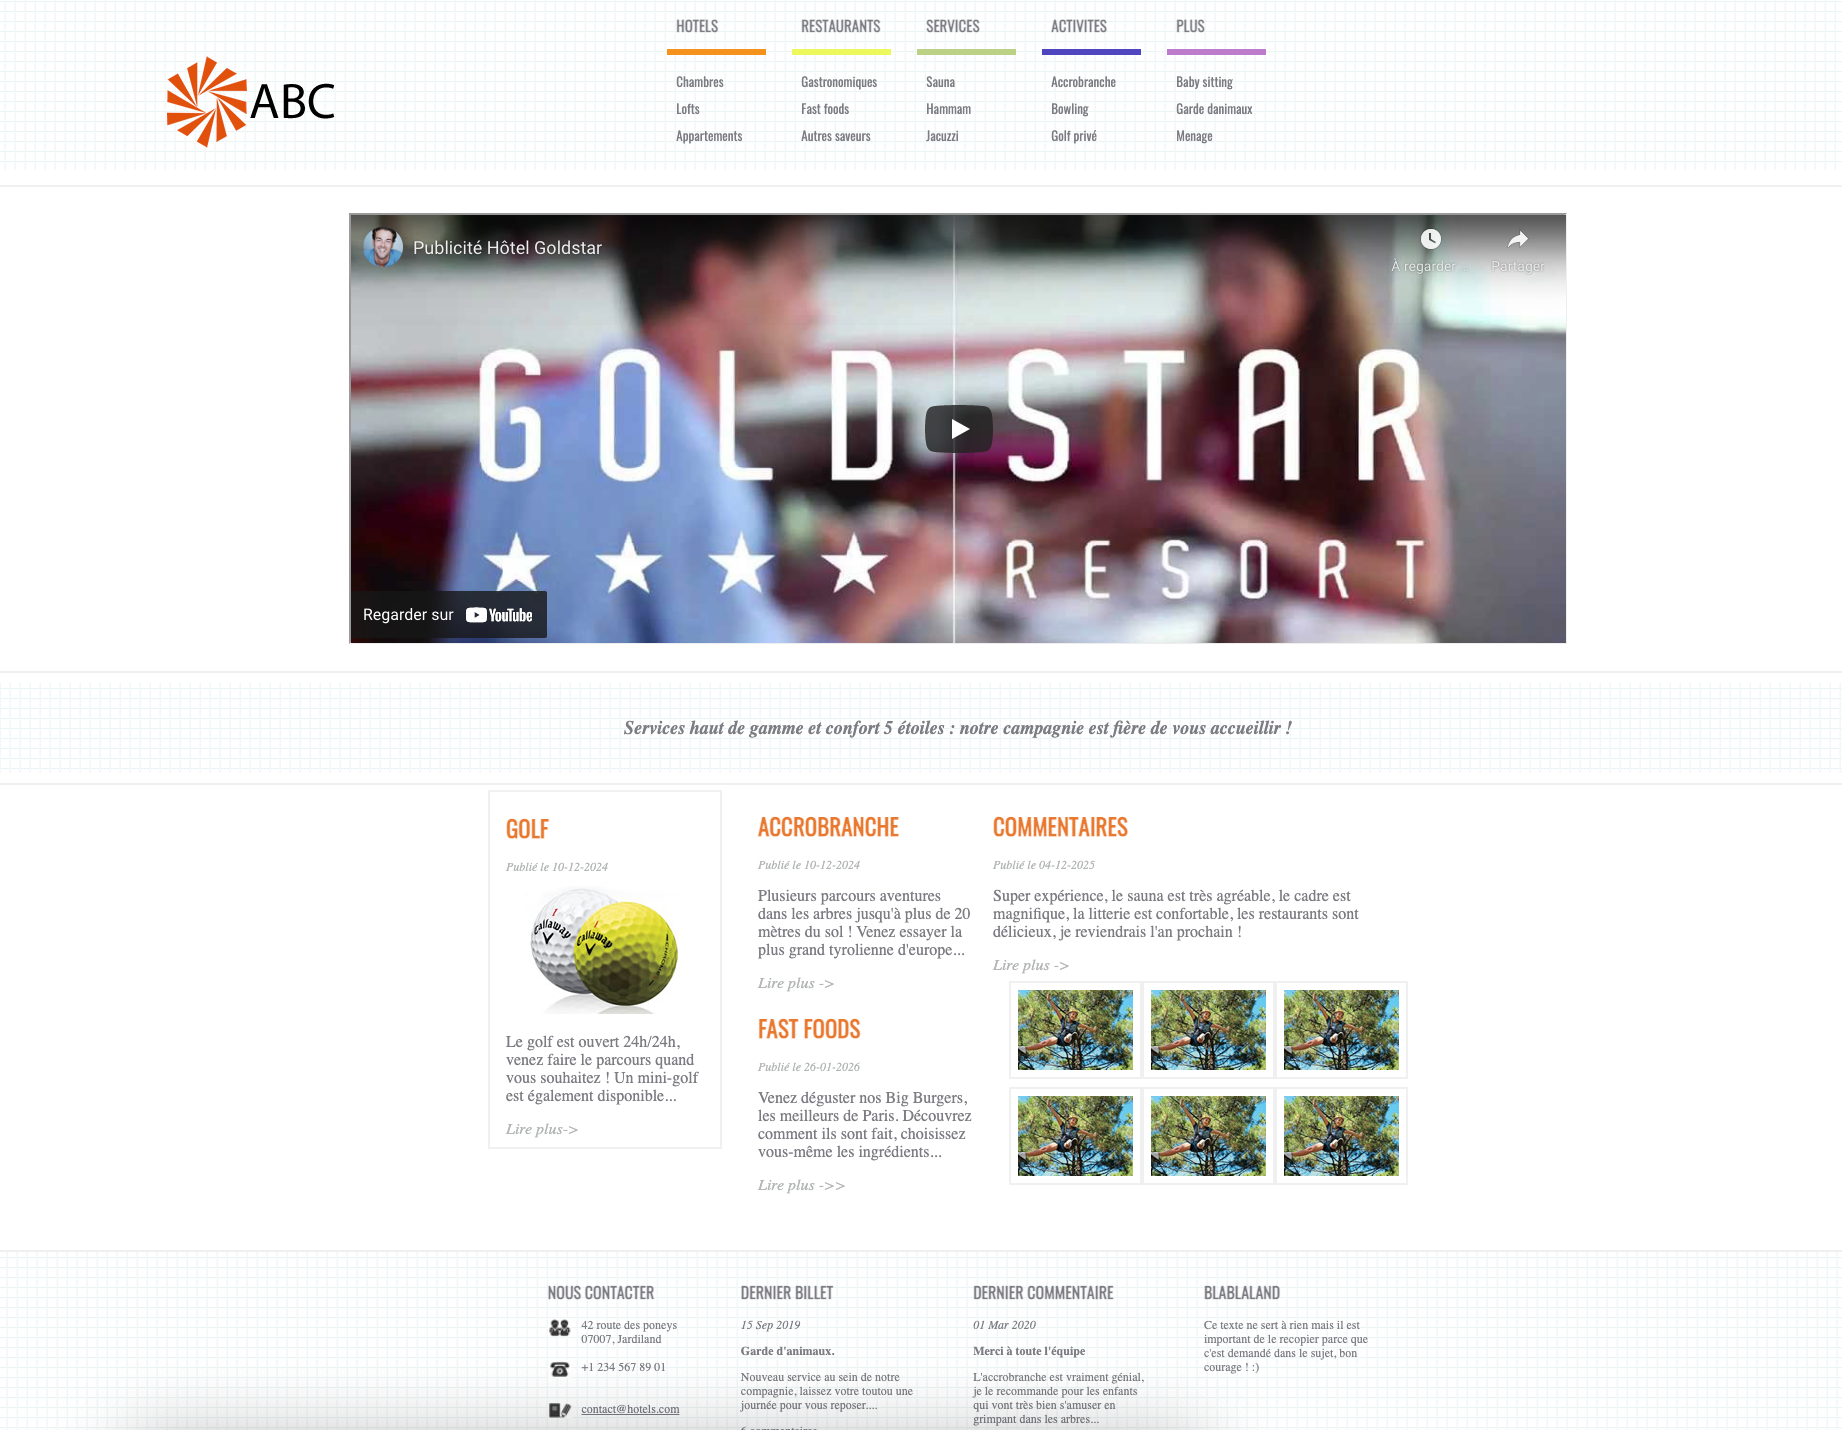 HOTELS
RESTAURANTS
SERVICES
ACTIVITES
PLUS
Chambres
Gastronomiques
Sauna
Accrobranche
Baby sitting
Lofts
Fast foods
Hammam
Bowling
Garde danimaux
Appartements
Autres saveurs
Jacuzzi
Golf privé
Menage
ABC
Publicité Hôtel Goldstar
À regarder
Partager
GOLD STAR
RESORT
Regarder sur YouTube
Services haut de gamme et confort 5 étoiles : notre campagnie est fière de vous accueillir !
GOLF
Publié le 10-12-2024
Callaway
Callaway
Le golf est ouvert 24h/24h,
venez faire le parcours quand
vous souhaitez ! Un mini-golf
est également disponible...
Lire plus->
ACCROBRANCHE
Publié le 10-12-2024
Plusieurs parcours aventures
dans les arbres jusqu'à plus de 20
mètres du sol ! Venez essayer la
plus grand tyrolienne d'europe...
Lire plus ->
FAST FOODS
Publié le 26-01-2026
Venez déguster nos Big Burgers,
les meilleurs de Paris. Découvrez
comment ils sont fait, choisissez
vous-même les ingrédients...
Lire plus ->>
COMMENTAIRES
Publié le 04-12-2025
Super expérience, le sauna est très agréable, le cadre est
magnifique, la litterie est confortable, les restaurants sont
délicieux, je reviendrais l'an prochain !
Lire plus ->
NOUS CONTACTER
42 route des poneys
07007, Jardiland
+1 234 567 89 01
contact@hotels.com
DERNIER BILLET
15 Sep 2019
Garde d'animaux.
Nouveau service au sein de notre
compagnie, laissez votre toutou une
journée pour vous reposer....
DERNIER COMMENTAIRE
01 Mar 2020
Merci à toute l'équipe
L'accrobranche est vraiment génial,
je le recommande pour les enfants
qui vont très bien s'amuser en
grimpant dans les arbres...
BLABLALAND
Ce texte ne sert à rien mais il est
important de le recopier parce que
c'est demandé dans le sujet, bon
courage ! :)